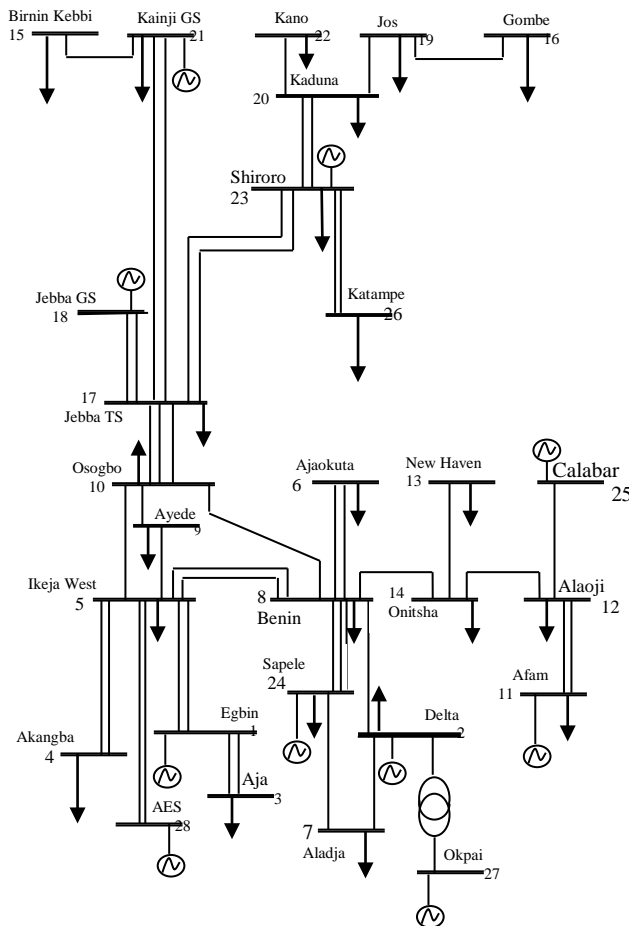 Birnin Kebbi
15
Kainji GS
21
Kano
22
Jos
19
Gombe
16
Kaduna
20
Shiroro
23
Jebba GS
18
Katampe
26
17
Jebba TS
Osogbo
10
Ajaokuta
6
New Haven
13
Calabar
25
Ayede
9
Ikeja West
5
8
Benin
14
Onitsha
Alaoji
12
Sapele
24
Afam
11
Egbin
1
Delta
2
Akangba
4
Aja
3
AES
28
7
Aladja
Okpai
27